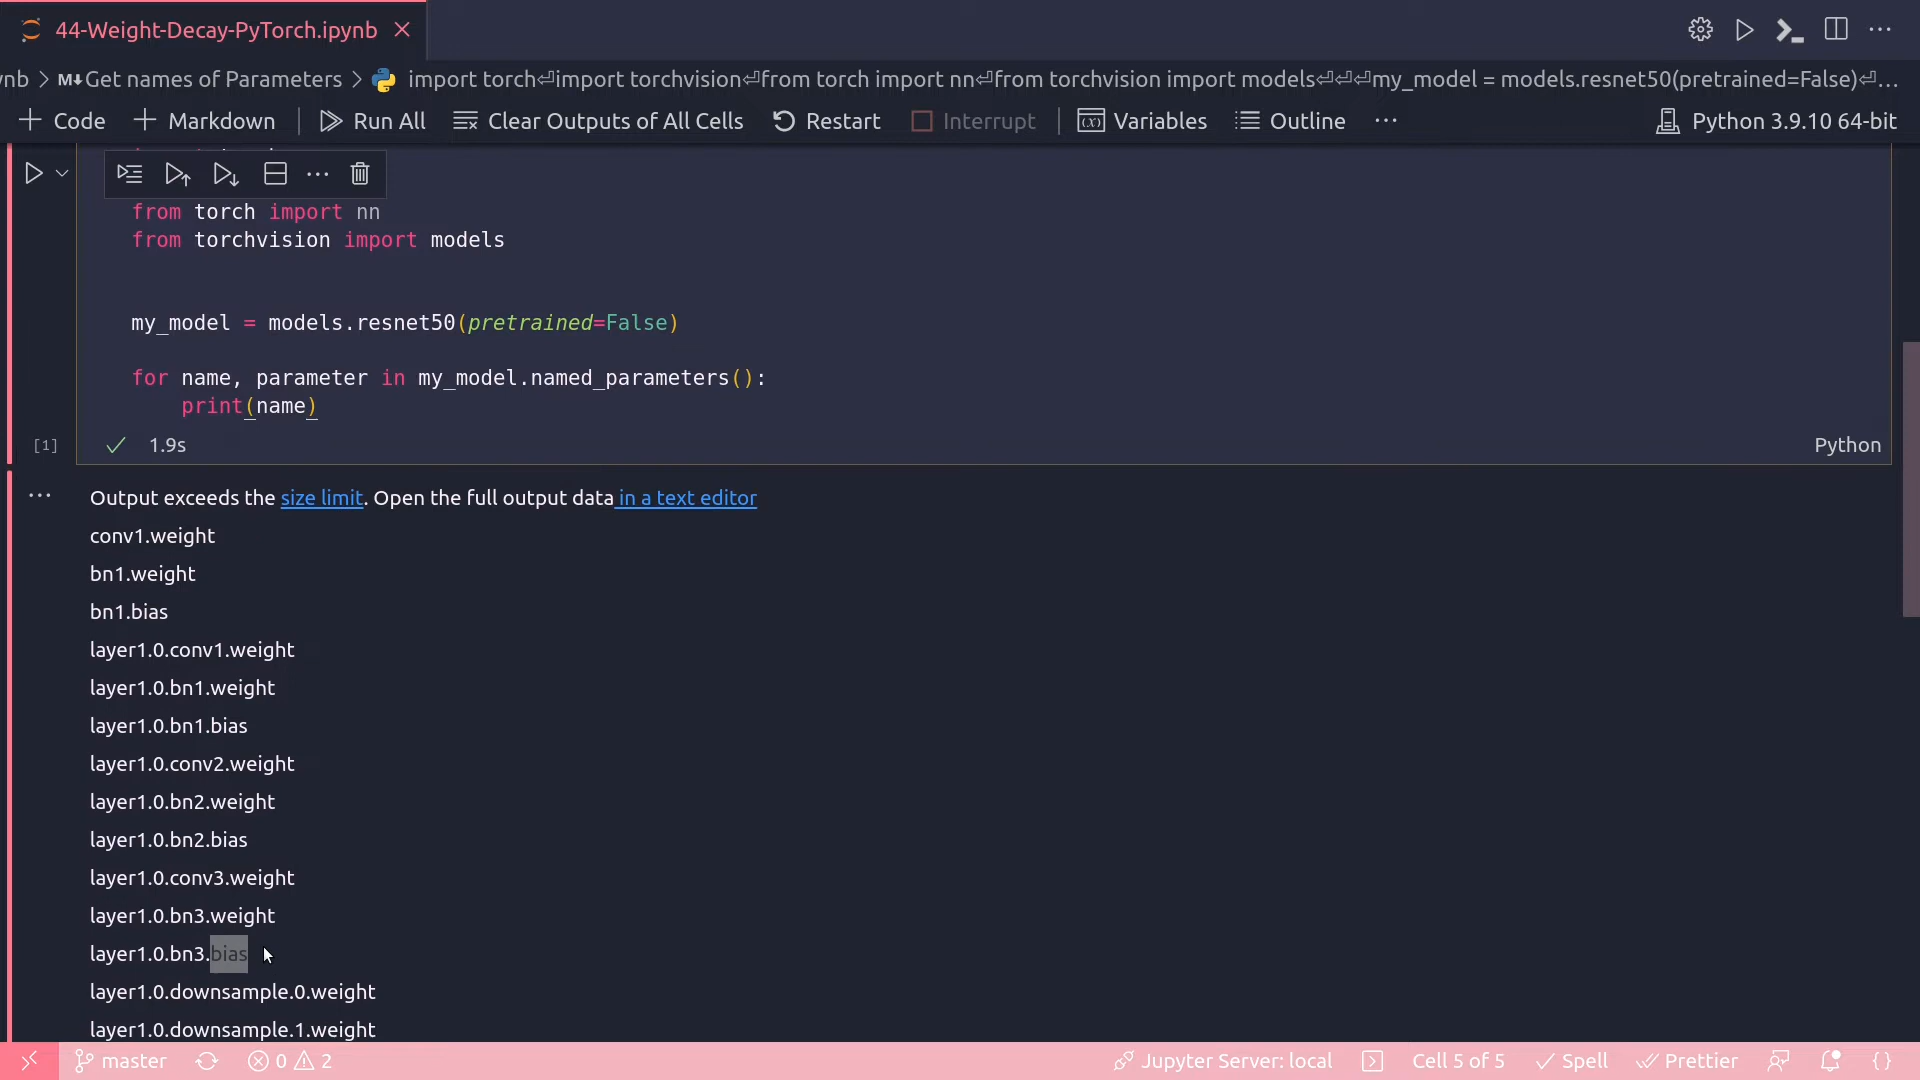 44-Weight-Decay-PyTorch.ipynb
ynb > M↓Get names of Parameters > import torch⏎import torchvision⏎from torch import nn⏎from torchvision import models⏎⏎⏎my_model = models.resnet50(pretrained=False)⏎...
+ Code + Markdown Run All Clear Outputs of All Cells Restart Interrupt Variables Outline ... Python 3.9.10 64-bit
from torch import nn
from torchvision import models
my_model = models.resnet50(pretrained=False)
for name, parameter in my_model.named_parameters():
print(name)
[1] 1.9s Python
Output exceeds the size limit. Open the full output data in a text editor
conv1.weight
bn1.weight
bn1.bias
layer1.0.conv1.weight
layer1.0.bn1.weight
layer1.0.bn1.bias
layer1.0.conv2.weight
layer1.0.bn2.weight
layer1.0.bn2.bias
layer1.0.conv3.weight
layer1.0.bn3.weight
layer1.0.bn3.bias
layer1.0.downsample.0.weight
layer1.0.downsample.1.weight
master 0 2 Jupyter Server: local Cell 5 of 5 Spell Prettier {}